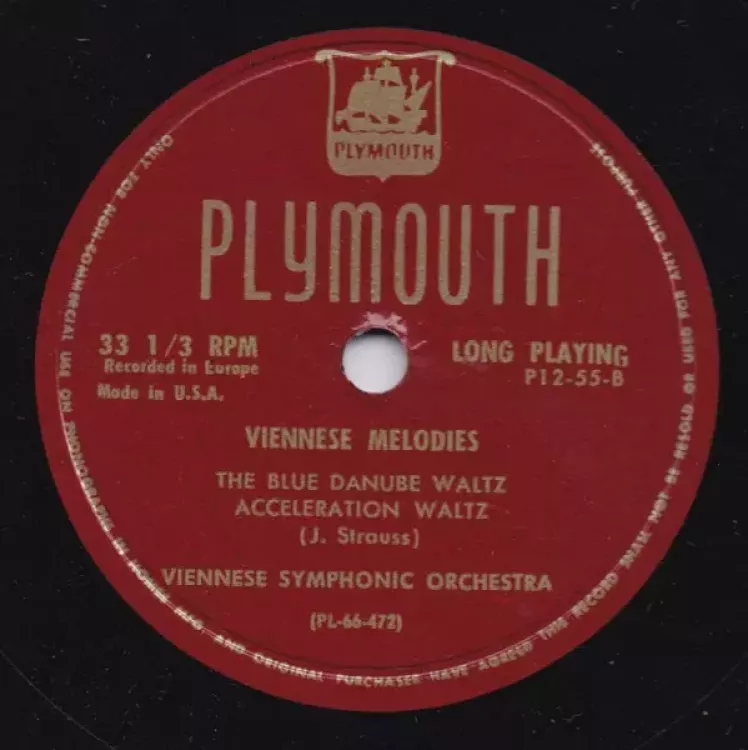 PLYMOUTH
PLYMOUTH
33 1/3 RPM
Recorded in Europe
Made in U.S.A.
LONG PLAYING
P12-55-B
VIENNESE MELODIES
THE BLUE DANUBE WALTZ
ACCELERATION WALTZ
(J. Strauss)
VIENNESE SYMPHONIC ORCHESTRA
(PL-66-472)
ONLY FOR NON-COMMERCIAL USE ON PHONOGRAPHS IN HOMES MFG. AND ORIGINAL PURCHASER HAVE AGREED THIS RECORD SHALL NOT BE RESOLD OR USED FOR ANY OTHER PURPOSE